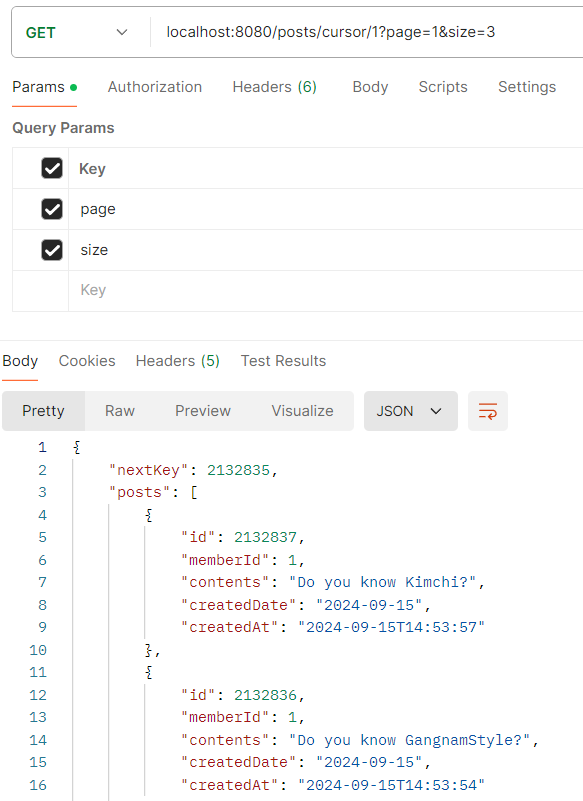 GET localhost:8080/posts/cursor/1?page=1&size=3
Params Authorization Headers (6) Body Scripts Settings
Query Params
Key
page
size
Key
Body Cookies Headers (5) Test Results
Pretty Raw Preview Visualize JSON
1 {
2 "nextKey": 2132835,
3 "posts": [
4 {
5 "id": 2132837,
6 "memberId": 1,
7 "contents": "Do you know Kimchi?",
8 "createdDate": "2024-09-15",
9 "createdAt": "2024-09-15T14:53:57"
10 },
11 {
12 "id": 2132836,
13 "memberId": 1,
14 "contents": "Do you know GangnamStyle?",
15 "createdDate": "2024-09-15",
16 "createdAt": "2024-09-15T14:53:54"